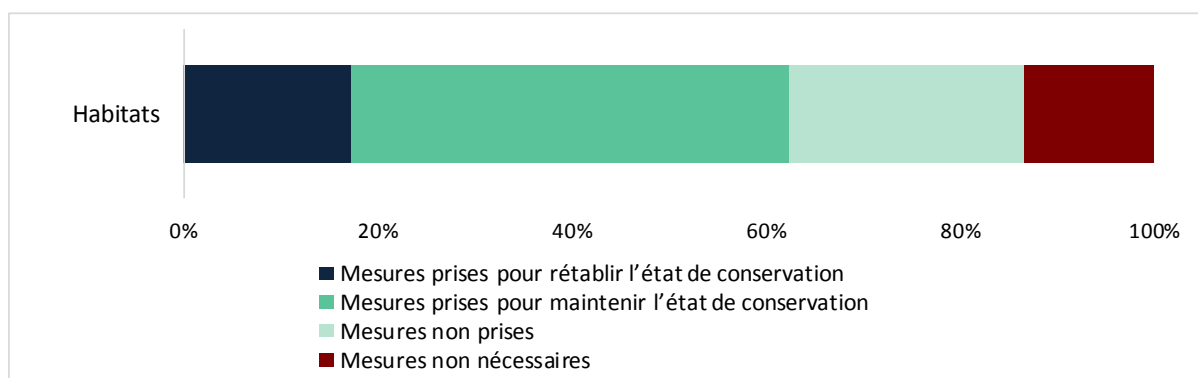 Habitats
0% 20% 40% 60% 80% 100%
Mesures prises pour rétablir l’état de conservation
Mesures prises pour maintenir l’état de conservation
Mesures non prises
Mesures non nécessaires